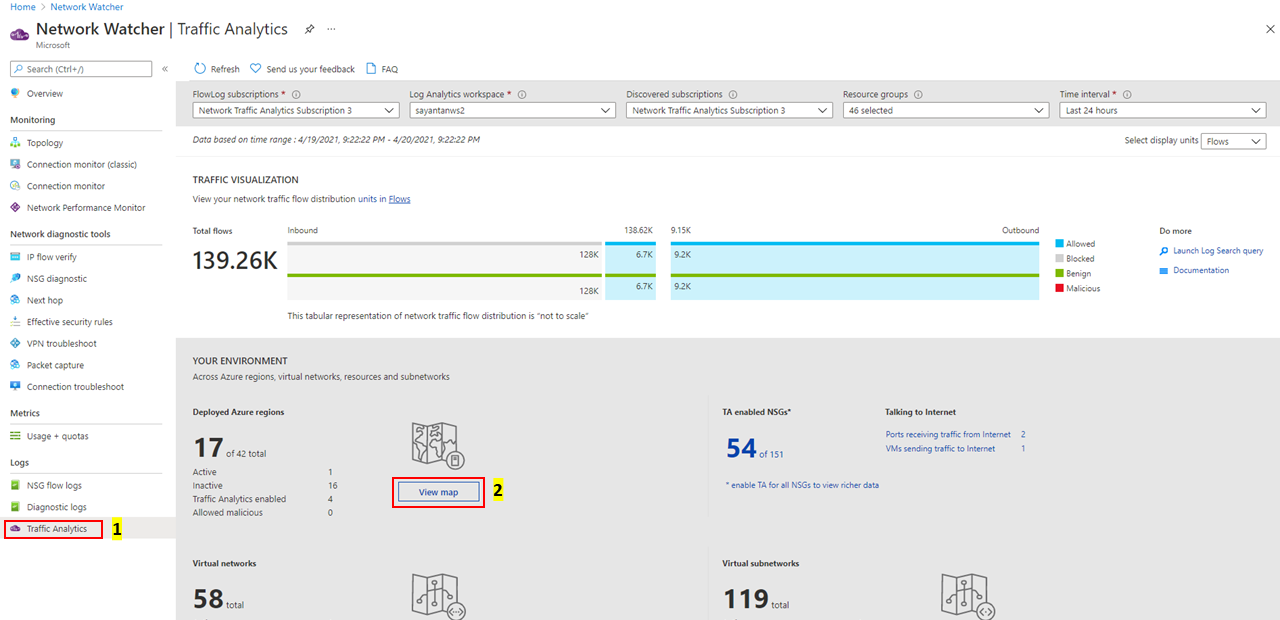 Home > Network Watcher
Network Watcher | Traffic Analytics
Microsoft
Search (Ctrl+/)
Overview
Monitoring
Topology
Connection monitor (classic)
Connection monitor
Network Performance Monitor
Network diagnostic tools
IP flow verify
NSG diagnostic
Next hop
Effective security rules
VPN troubleshoot
Packet capture
Connection troubleshoot
Metrics
Usage + quotas
Logs
NSG flow logs
Diagnostic logs
Traffic Analytics
1
Refresh Send us your feedback FAQ
FlowLog subscriptions * Log Analytics workspace * Discovered subscriptions Resource groups Time interval *
Network Traffic Analytics Subscription 3 sayantanws2 Network Traffic Analytics Subscription 3 46 selected Last 24 hours
Data based on time range : 4/19/2021, 9:22:22 PM - 4/20/2021, 9:22:22 PM
Select display units Flows
TRAFFIC VISUALIZATION
View your network traffic flow distribution units in Flows
Total flows
139.26K
Inbound 138.62K 9.15K Outbound
128K 6.7K 9.2K
128K 6.7K 9.2K
Allowed
Blocked
Benign
Malicious
Do more
Launch Log Search query
Documentation
This tabular representation of network traffic flow distribution is "not to scale"
YOUR ENVIRONMENT
Across Azure regions, virtual networks, resources and subnetworks
Deployed Azure regions
17 of 42 total
Active 1
Inactive 16
Traffic Analytics enabled 4
Allowed malicious 0
View map
2
TA enabled NSGs*
54 of 151
* enable TA for all NSGs to view richer data
Talking to Internet
Ports receiving traffic from Internet 2
VMs sending traffic to Internet 1
Virtual networks
58 total
Virtual subnetworks
119 total